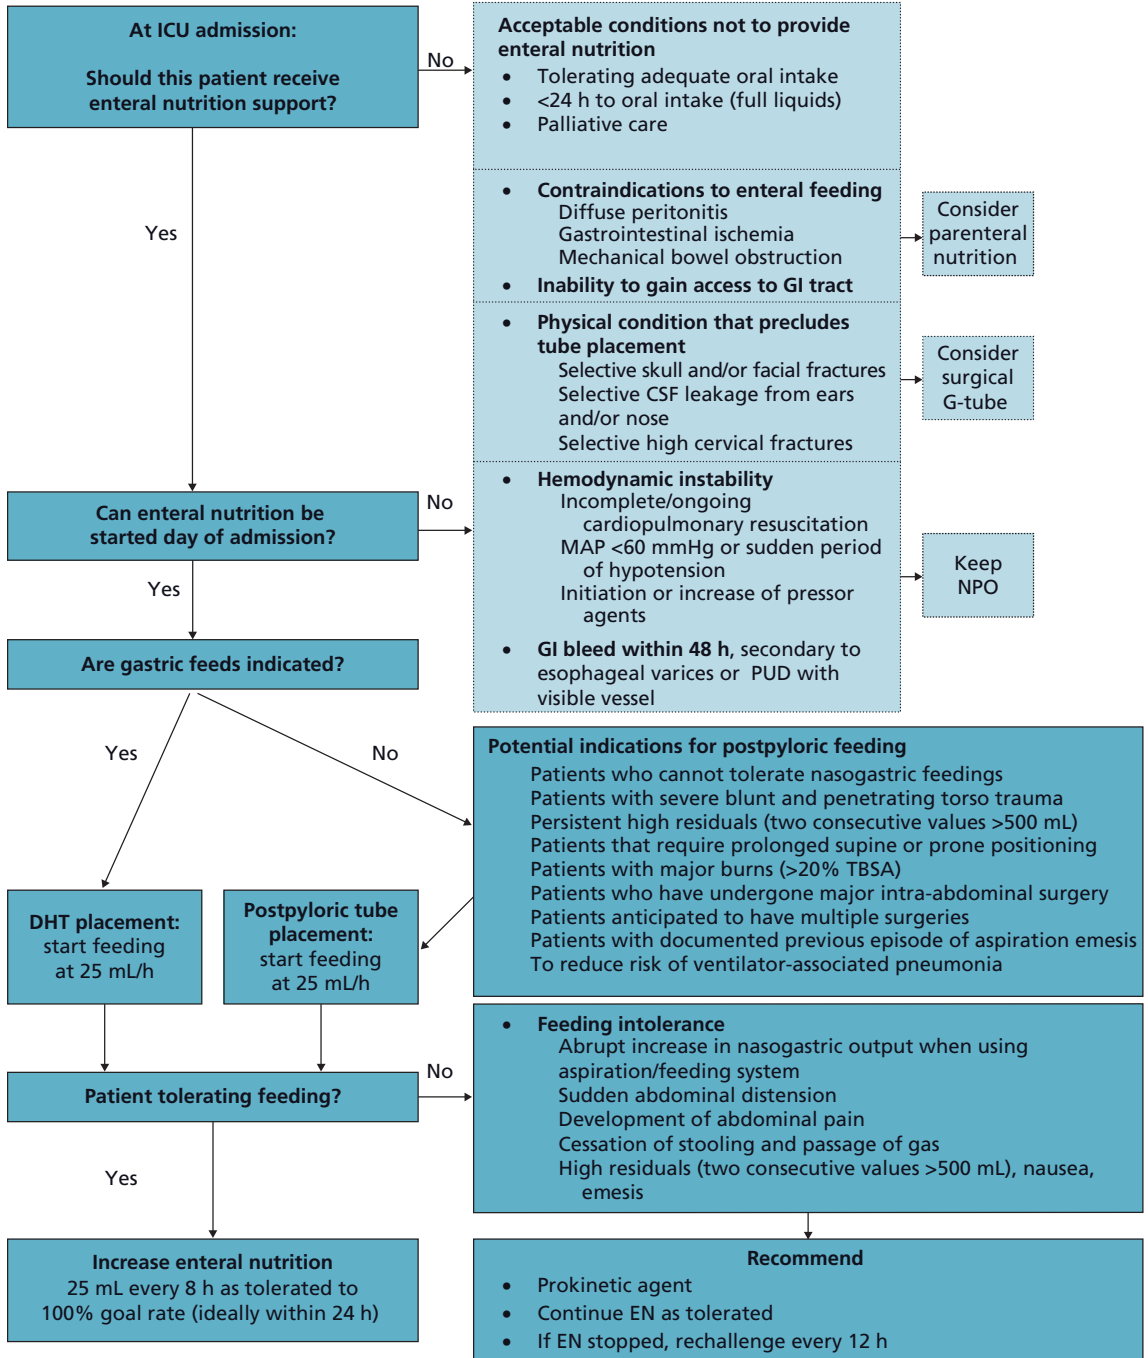 At ICU admission:
Should this patient receive
enteral nutrition support?
No
Acceptable conditions not to provide
enteral nutrition
• Tolerating adequate oral intake
• <24 h to oral intake (full liquids)
• Palliative care
• Contraindications to enteral feeding
Diffuse peritonitis
Gastrointestinal ischemia
Mechanical bowel obstruction
• Inability to gain access to GI tract
Consider
parenteral
nutrition
Yes
• Physical condition that precludes
tube placement
Selective skull and/or facial fractures
Selective CSF leakage from ears
and/or nose
Selective high cervical fractures
Consider
surgical
G-tube
Can enteral nutrition be
started day of admission?
No
• Hemodynamic instability
Incomplete/ongoing
cardiopulmonary resuscitation
MAP <60 mmHg or sudden period
of hypotension
Initiation or increase of pressor
agents
• GI bleed within 48 h, secondary to
esophageal varices or PUD with
visible vessel
Keep
NPO
Yes
Are gastric feeds indicated?
Yes
No
Potential indications for postpyloric feeding
Patients who cannot tolerate nasogastric feedings
Patients with severe blunt and penetrating torso trauma
Persistent high residuals (two consecutive values >500 mL)
Patients that require prolonged supine or prone positioning
Patients with major burns (>20% TBSA)
Patients who have undergone major intra-abdominal surgery
Patients anticipated to have multiple surgeries
Patients with documented previous episode of aspiration emesis
To reduce risk of ventilator-associated pneumonia
DHT placement:
start feeding
at 25 mL/h
Postpyloric tube
placement:
start feeding
at 25 mL/h
Patient tolerating feeding?
No
• Feeding intolerance
Abrupt increase in nasogastric output when using
aspiration/feeding system
Sudden abdominal distension
Development of abdominal pain
Cessation of stooling and passage of gas
High residuals (two consecutive values >500 mL), nausea,
emesis
Yes
Increase enteral nutrition
25 mL every 8 h as tolerated to
100% goal rate (ideally within 24 h)
Recommend
• Prokinetic agent
• Continue EN as tolerated
• If EN stopped, rechallenge every 12 h